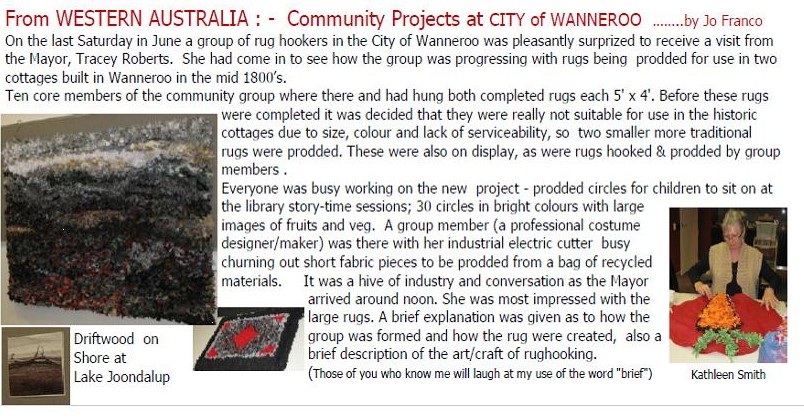 From WESTERN AUSTRALIA : -  Community Projects at CITY of WANNEROO  ........by Jo Franco
On the last Saturday in June a group of rug hookers in the City of Wanneroo was pleasantly surprized to receive a visit from
the Mayor, Tracey Roberts.  She had come in to see how the group was progressing with rugs being  prodded for use in two
cottages built in Wanneroo in the mid 1800's.
Ten core members of the community group where there and had hung both completed rugs each 5' x 4'. Before these rugs
were completed it was decided that they were really not suitable for use in the historic
cottages due to size, colour and lack of serviceability, so  two smaller more traditional
rugs were prodded. These were also on display, as were rugs hooked & prodded by group
members .
Everyone was busy working on the new  project - prodded circles for children to sit on at
the library story-time sessions; 30 circles in bright colours with large
images of fruits and veg.  A group member (a professional costume
designer/maker) was there with her industrial electric cutter  busy
churning out short fabric pieces to be prodded from a bag of recycled
materials.    It was a hive of industry and conversation as the Mayor
arrived around noon. She was most impressed with the
large rugs. A brief explanation was given as to how the
group was formed and how the rug were created,  also a
brief description of the art/craft of rughooking.
(Those of you who know me will laugh at my use of the word "brief")
Driftwood  on
Shore at
Lake Joondalup
Kathleen Smith